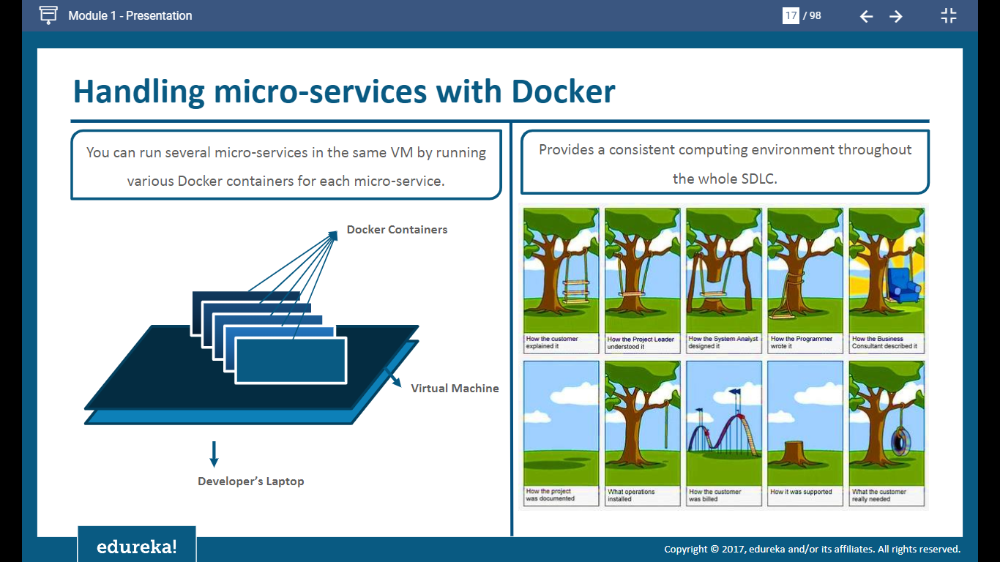 Module 1 - Presentation
17 / 98
Handling micro-services with Docker
You can run several micro-services in the same VM by running
various Docker containers for each micro-service.
Docker Containers
Virtual Machine
Developer’s Laptop
Provides a consistent computing environment throughout
the whole SDLC.
How the customer
explained it
How the Project Leader
understood it
How the System Analyst
designed it
How the Programmer
wrote it
How the Business
Consultant described it
How the project
was documented
What operations
installed
How the customer
was billed
How it was supported
What the customer
really needed
edureka!
Copyright © 2017, edureka and/or its affiliates. All rights reserved.